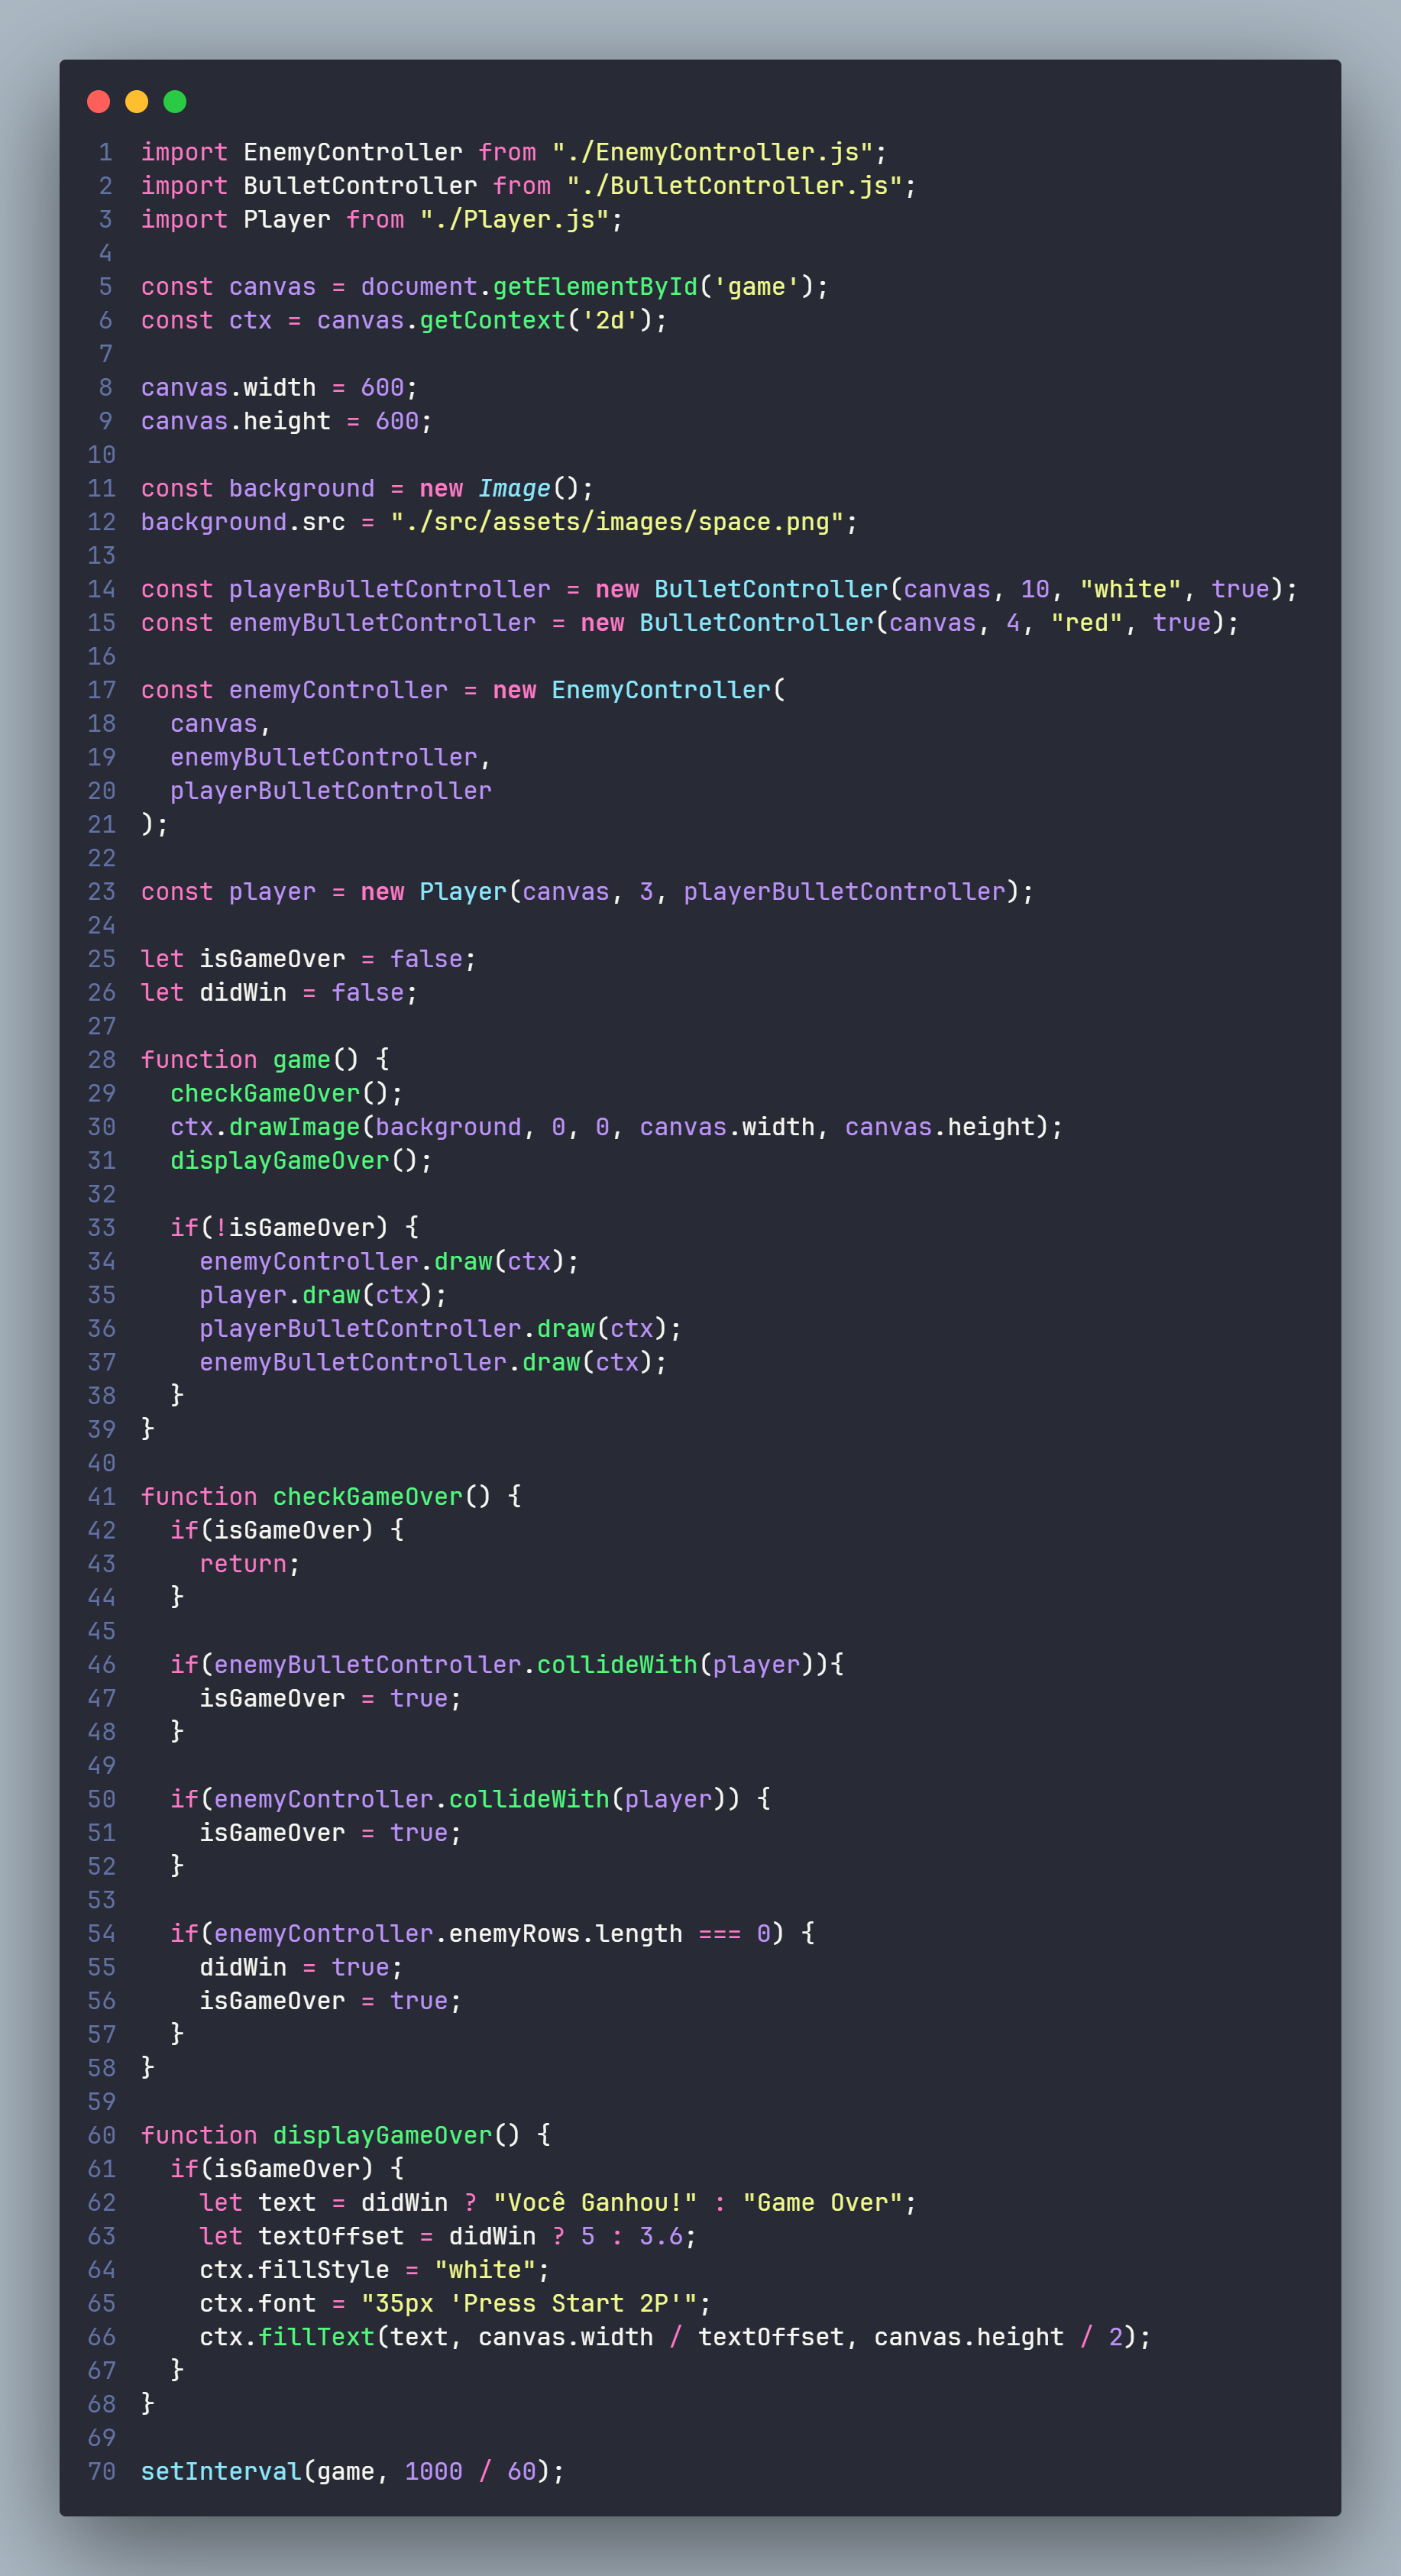 1 import EnemyController from "./EnemyController.js";
2 import BulletController from "./BulletController.js";
3 import Player from "./Player.js";
4
5 const canvas = document.getElementById('game');
6 const ctx = canvas.getContext('2d');
7
8 canvas.width = 600;
9 canvas.height = 600;
10
11 const background = new Image();
12 background.src = "./src/assets/images/space.png";
13
14 const playerBulletController = new BulletController(canvas, 10, "white", true);
15 const enemyBulletController = new BulletController(canvas, 4, "red", true);
16
17 const enemyController = new EnemyController(
18   canvas,
19   enemyBulletController,
20   playerBulletController
21 );
22
23 const player = new Player(canvas, 3, playerBulletController);
24
25 let isGameOver = false;
26 let didWin = false;
27
28 function game() {
29   checkGameOver();
30   ctx.drawImage(background, 0, 0, canvas.width, canvas.height);
31   displayGameOver();
32
33   if(!isGameOver) {
34     enemyController.draw(ctx);
35     player.draw(ctx);
36     playerBulletController.draw(ctx);
37     enemyBulletController.draw(ctx);
38   }
39 }
40
41 function checkGameOver() {
42   if(isGameOver) {
43     return;
44   }
45
46   if(enemyBulletController.collideWith(player)){
47     isGameOver = true;
48   }
49
50   if(enemyController.collideWith(player)) {
51     isGameOver = true;
52   }
53
54   if(enemyController.enemyRows.length === 0) {
55     didWin = true;
56     isGameOver = true;
57   }
58 }
59
60 function displayGameOver() {
61   if(isGameOver) {
62     let text = didWin ? "Você Ganhou!" : "Game Over";
63     let textOffset = didWin ? 5 : 3.6;
64     ctx.fillStyle = "white";
65     ctx.font = "35px 'Press Start 2P'";
66     ctx.fillText(text, canvas.width / textOffset, canvas.height / 2);
67   }
68 }
69
70 setInterval(game, 1000 / 60);